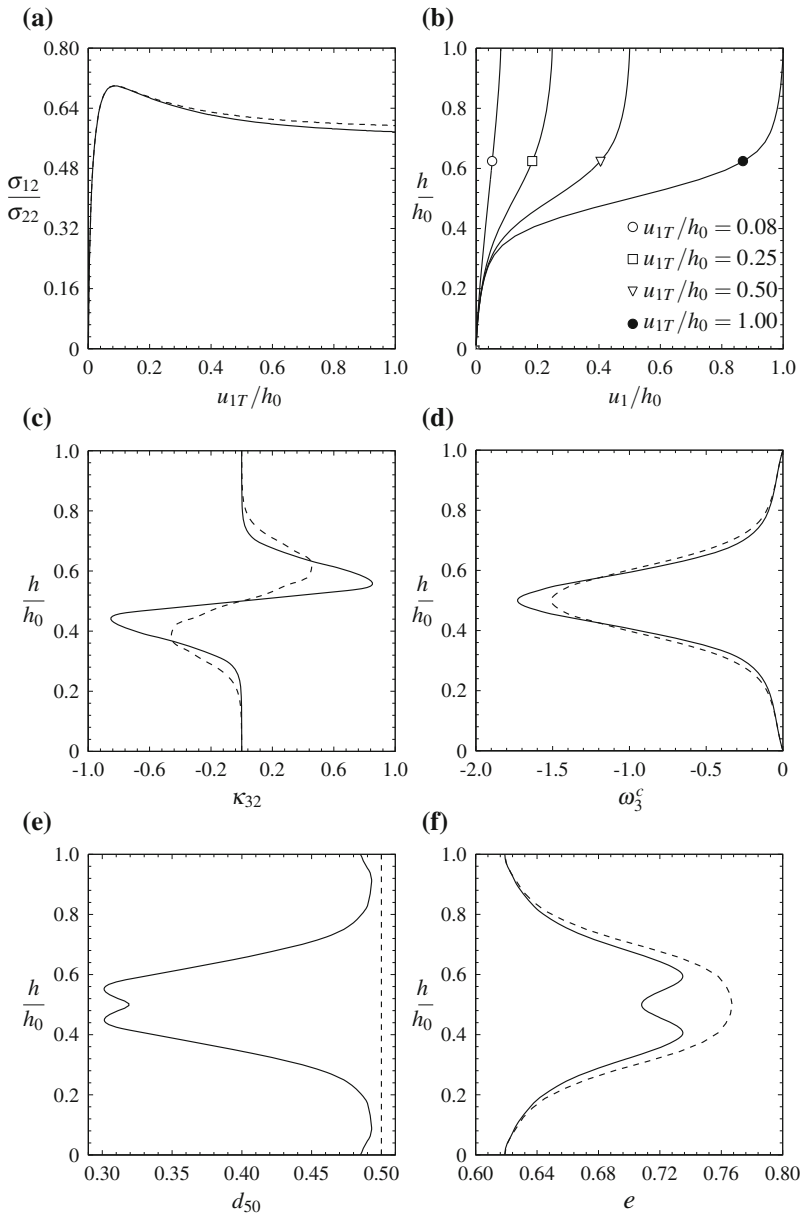 (a)
0.80
0.64
0.48
0.32
0.16
0
σ12
σ22
0 0.2 0.4 0.6 0.8 1.0
u1T/h0
(b)
1.0
0.8
0.6
0.4
0.2
0
h
h0
u1T/h0 = 0.08
u1T/h0 = 0.25
u1T/h0 = 0.50
u1T/h0 = 1.00
0 0.2 0.4 0.6 0.8 1.0
u1/h0
(c)
1.0
0.8
0.6
0.4
0.2
0
h
h0
-1.0 -0.6 -0.2 0.2 0.6 1.0
κ32
(d)
1.0
0.8
0.6
0.4
0.2
0
h
h0
-2.0 -1.5 -1.0 -0.5 0
ω3c
(e)
1.0
0.8
0.6
0.4
0.2
0
h
h0
0.30 0.35 0.40 0.45 0.50
d50
(f)
1.0
0.8
0.6
0.4
0.2
0
h
h0
0.60 0.64 0.68 0.72 0.76 0.80
e